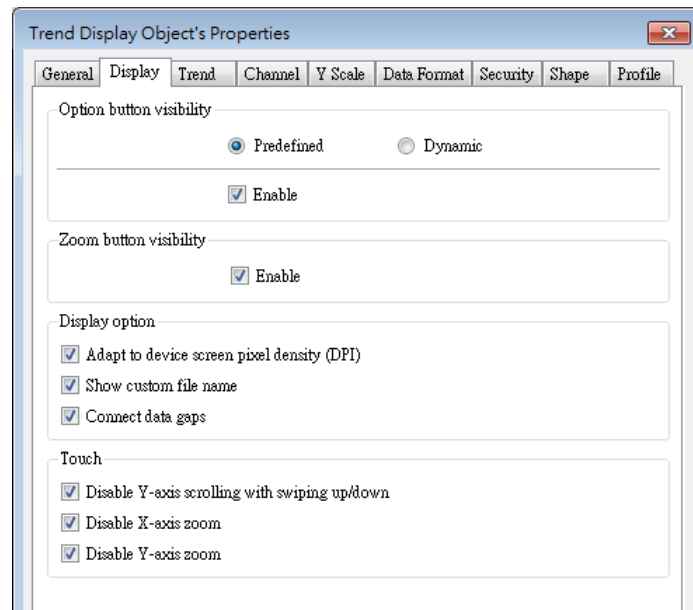 Trend Display Object's Properties
General Display Trend Channel Y Scale Data Format Security Shape Profile
Option button visibility
Predefined Dynamic
Enable
Zoom button visibility
Enable
Display option
Adapt to device screen pixel density (DPI)
Show custom file name
Connect data gaps
Touch
Disable Y-axis scrolling with swiping up/down
Disable X-axis zoom
Disable Y-axis zoom